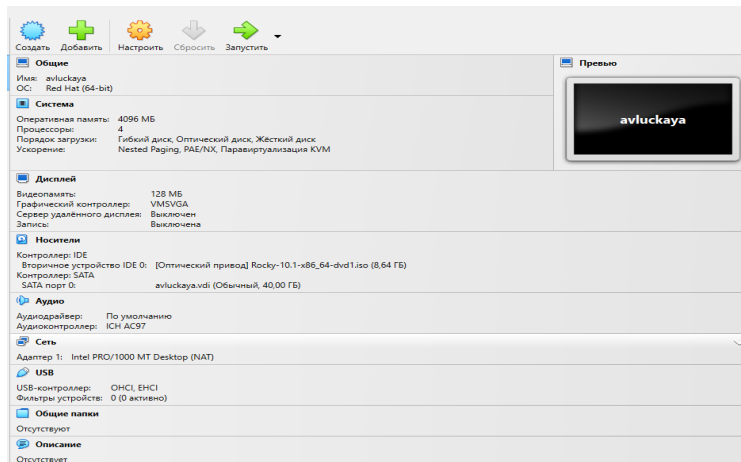 Создать Добавить Настроить Сбросить Запустить
Общие
Имя: avluckaya
ОС: Red Hat (64-bit)
Система
Оперативная память: 4096 МБ
Процессоры: 4
Порядок загрузки: Гибкий диск, Оптический диск, Жёсткий диск
Ускорение: Nested Paging, PAE/NX, Паравиртуализация KVM
Превью
avluckaya
Дисплей
Видеопамять: 128 МБ
Графический контроллер: VMSVGA
Сервер удалённого дисплея: Выключен
Запись: Выключена
Носители
Контроллер: IDE
Вторичное устройство IDE 0: [Оптический привод] Rocky-10.1-x86_64-dvd1.iso (8,64 ГБ)
Контроллер: SATA
SATA порт 0: avluckaya.vdi (Обычный, 40,00 ГБ)
Аудио
Аудиодрайвер: По умолчанию
Аудиоконтроллер: ICH AC97
Сеть
Адаптер 1: Intel PRO/1000 MT Desktop (NAT)
USB
USB-контроллер: OHCI, EHCI
Фильтры устройств: 0 (0 активно)
Общие папки
Отсутствуют
Описание
Отсутствует